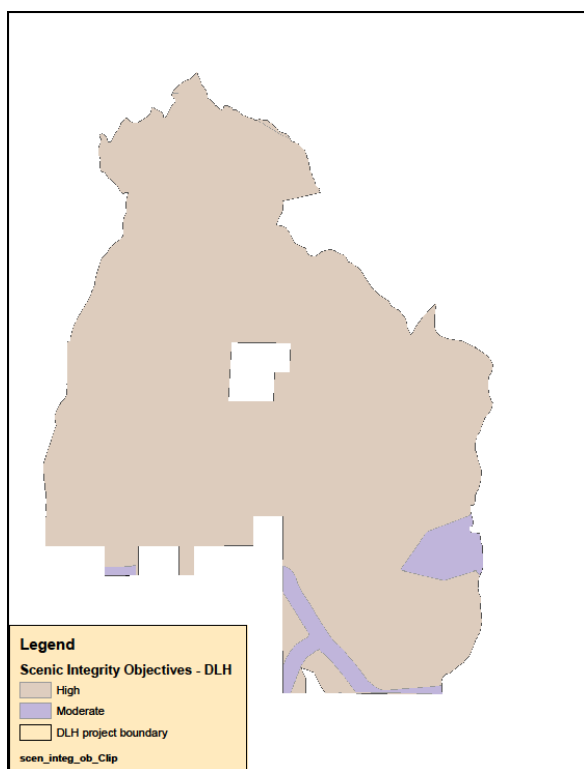 Legend
Scenic Integrity Objectives - DLH
High
Moderate
DLH project boundary
scen_integ_ob_Clip